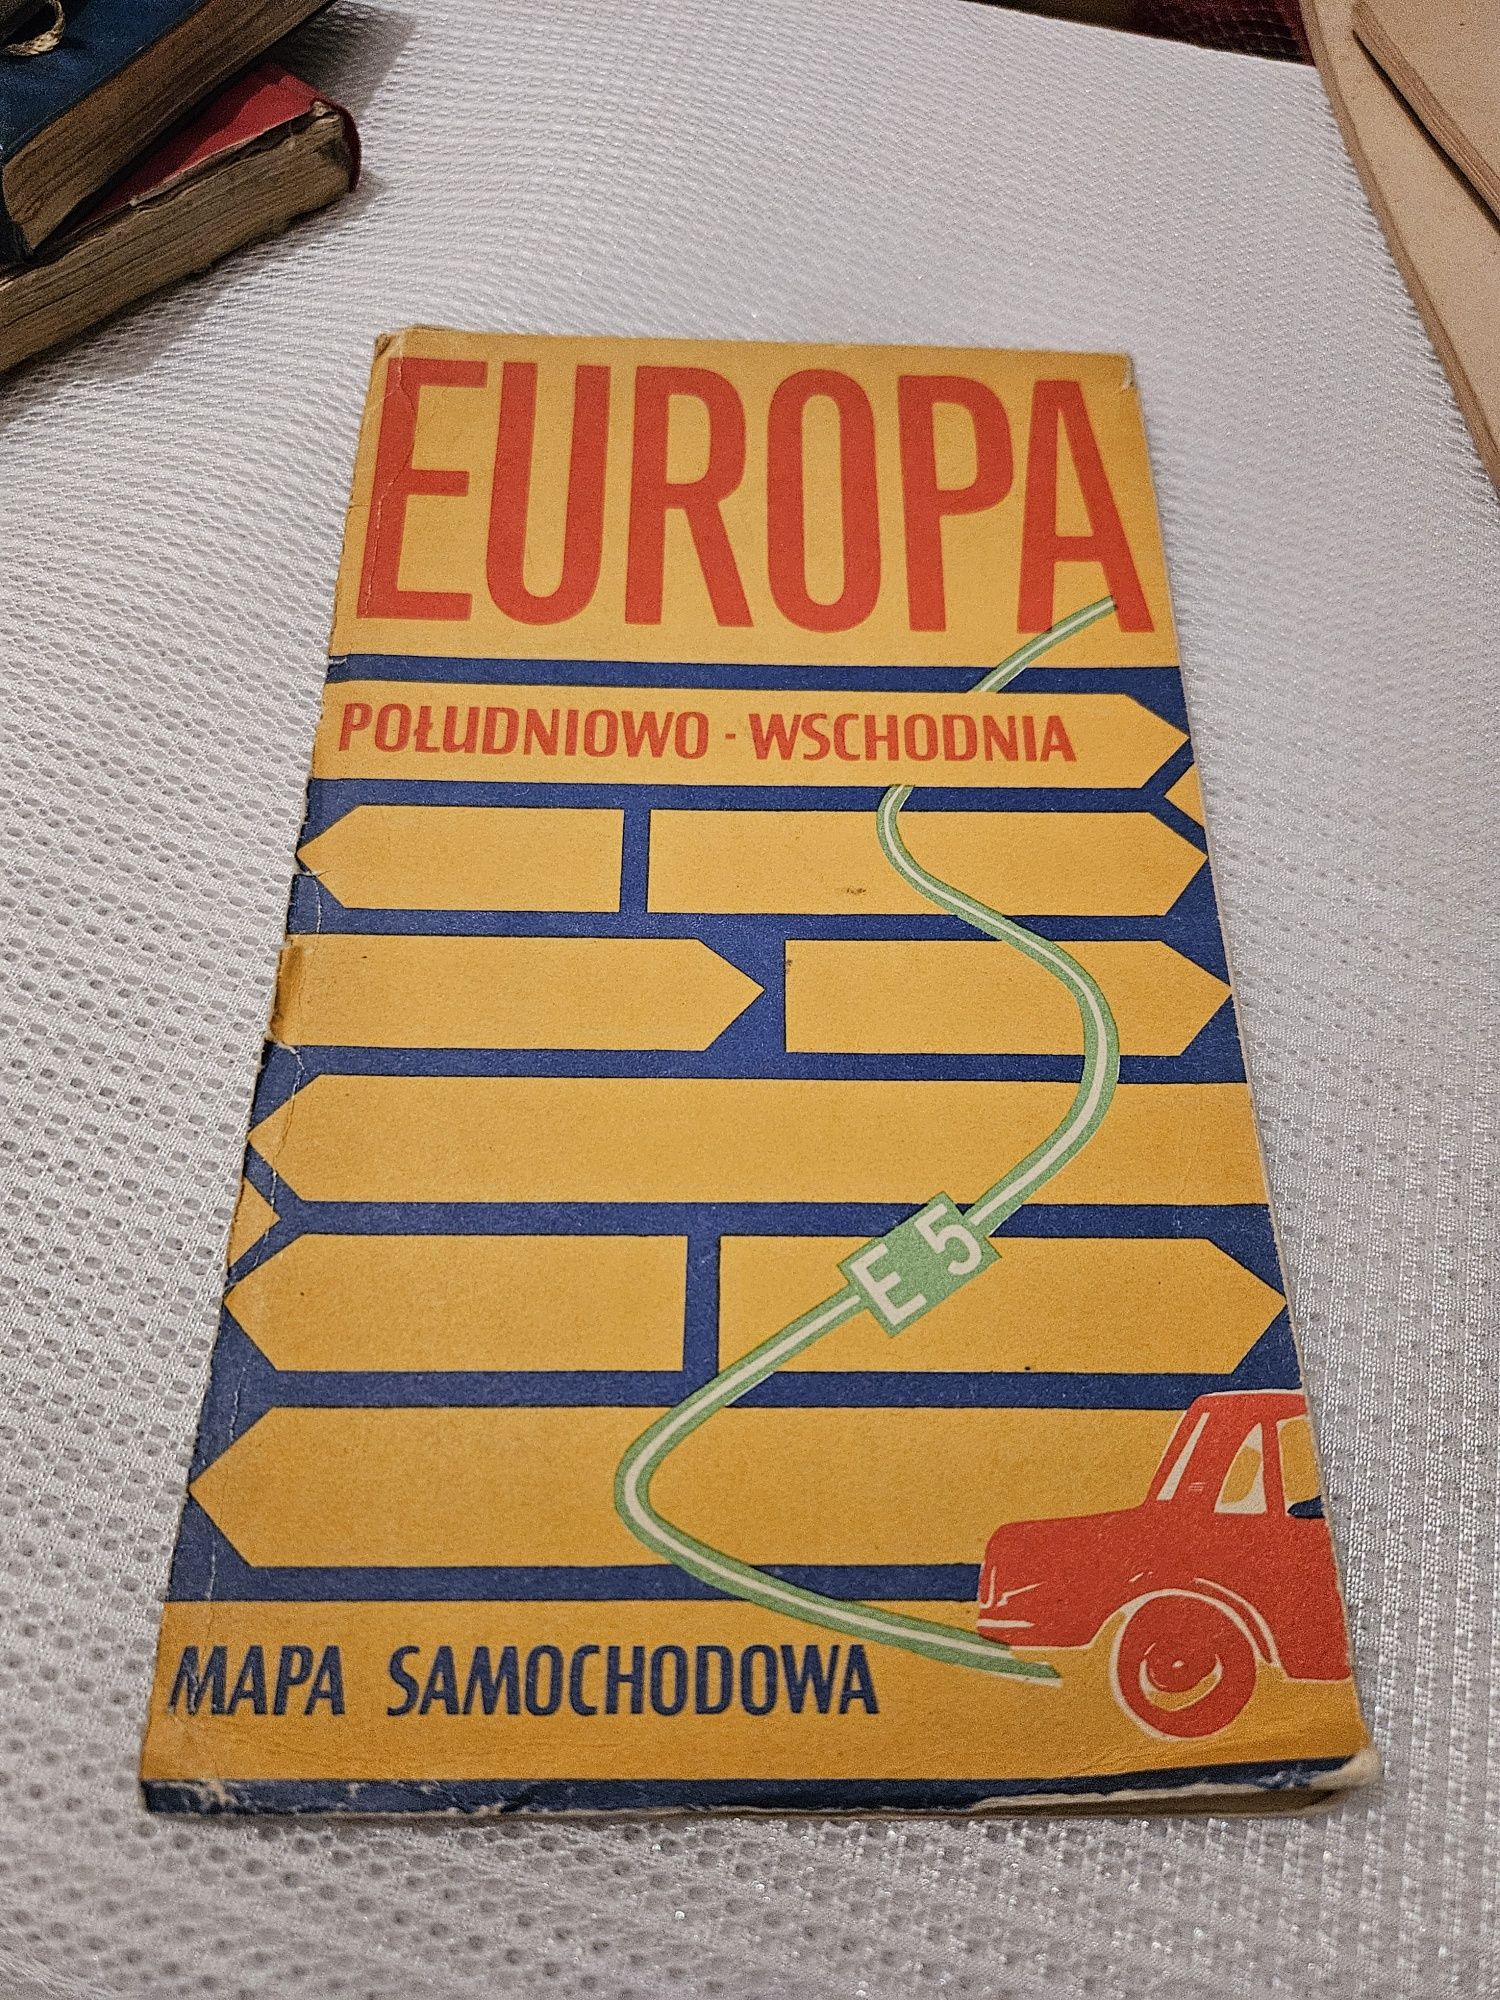 EUROPA
POŁUDNIOWO - WSCHODNIA
E 5
MAPA SAMOCHODOWA